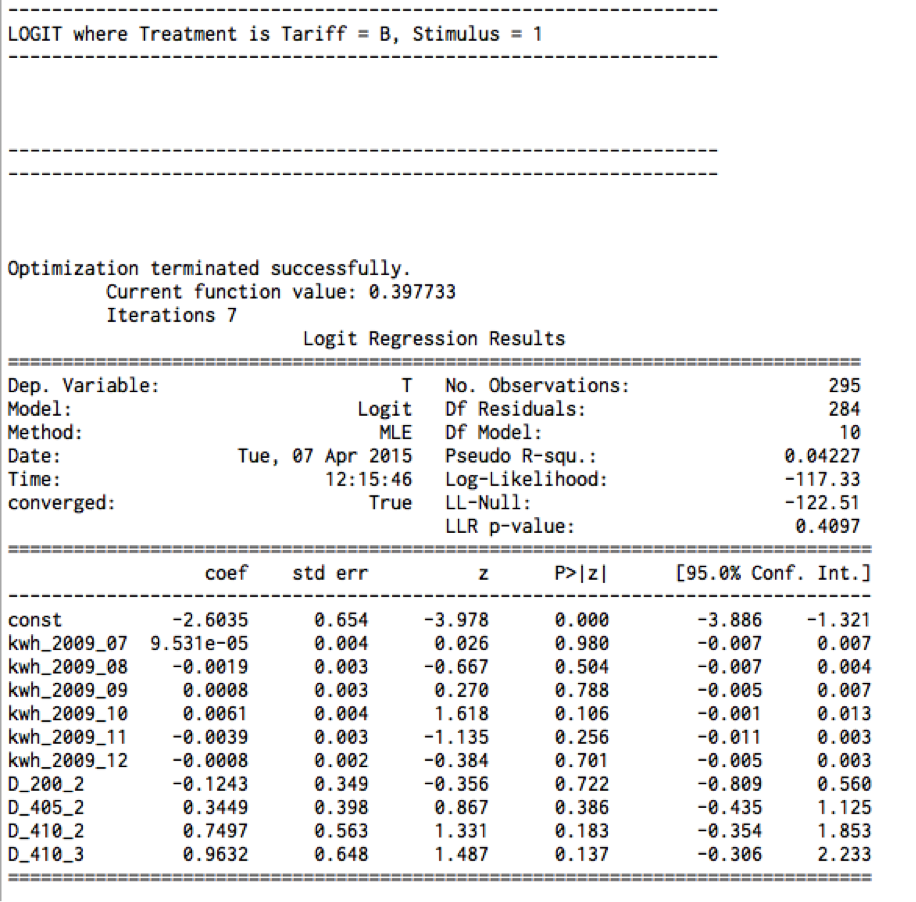 -----------------------------------------------------------------
LOGIT where Treatment is Tariff = B, Stimulus = 1
-----------------------------------------------------------------
-----------------------------------------------------------------
-----------------------------------------------------------------
Optimization terminated successfully.
         Current function value: 0.397733
         Iterations 7
                           Logit Regression Results
==============================================================================
Dep. Variable:                      T   No. Observations:                  295
Model:                          Logit   Df Residuals:                      284
Method:                           MLE   Df Model:                           10
Date:                Tue, 07 Apr 2015   Pseudo R-squ.:                 0.04227
Time:                        12:15:46   Log-Likelihood:                -117.33
converged:                       True   LL-Null:                       -122.51
                                        LLR p-value:                    0.4097
===============================================================================
                  coef    std err          z      P>|z|      [95.0% Conf. Int.]
-------------------------------------------------------------------------------
const          -2.6035      0.654     -3.978      0.000        -3.886    -1.321
kwh_2009_07  9.531e-05      0.004      0.026      0.980        -0.007     0.007
kwh_2009_08    -0.0019      0.003     -0.667      0.504        -0.007     0.004
kwh_2009_09     0.0008      0.003      0.270      0.788        -0.005     0.007
kwh_2009_10     0.0061      0.004      1.618      0.106        -0.001     0.013
kwh_2009_11    -0.0039      0.003     -1.135      0.256        -0.011     0.003
kwh_2009_12    -0.0008      0.002     -0.384      0.701        -0.005     0.003
D_200_2        -0.1243      0.349     -0.356      0.722        -0.809     0.560
D_405_2         0.3449      0.398      0.867      0.386        -0.435     1.125
D_410_2         0.7497      0.563      1.331      0.183        -0.354     1.853
D_410_3         0.9632      0.648      1.487      0.137        -0.306     2.233
===============================================================================